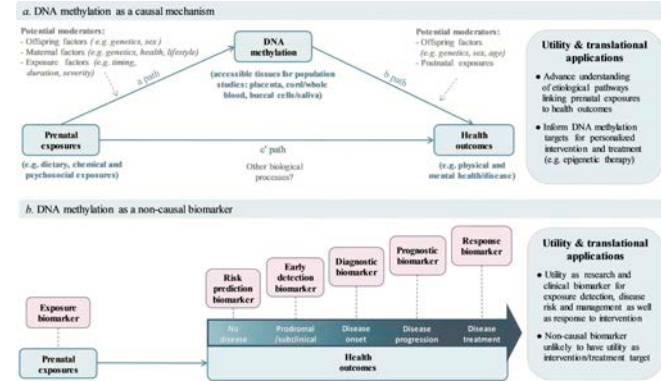 a. DNA methylation as a causal mechanism
Potential moderators:
- Offspring factors (e.g. genetics, sex)
- Maternal factors (e.g. genetics, health, lifestyle)
- Exposure factors (e.g. timing,
duration, severity)
a path
DNA
methylation
(accessible tissues for population
studies: placenta, cord/whole
blood, buccal cells/saliva)
b path
Potential moderators:
- Offspring factors
(e.g. genetics, sex, age)
- Postnatal exposures
Prenatal
exposures
(e.g. dietary, chemical and
psychosocial exposures)
c' path
Other biological
processes?
Health
outcomes
(e.g. physical and
mental health/disease)
Utility & translational
applications
● Advance understanding
of etiological pathways
linking prenatal exposures
to health outcomes
● Inform DNA methylation
targets for personalized
intervention and treatment
(e.g. epigenetic therapy)
b. DNA methylation as a non-causal biomarker
Exposure
biomarker
Prenatal
exposures
Risk
prediction
biomarker
Early
detection
biomarker
Diagnostic
biomarker
Prognostic
biomarker
Response
biomarker
No
disease
Prodromal
/subclinical
Disease
onset
Disease
progression
Disease
treatment
Health
outcomes
Utility & translational
applications
● Utility as research and
clinical biomarker for
exposure detection, disease
risk and management as well
as response to intervention
● Non-causal biomarker
unlikely to have utility as
intervention/treatment target